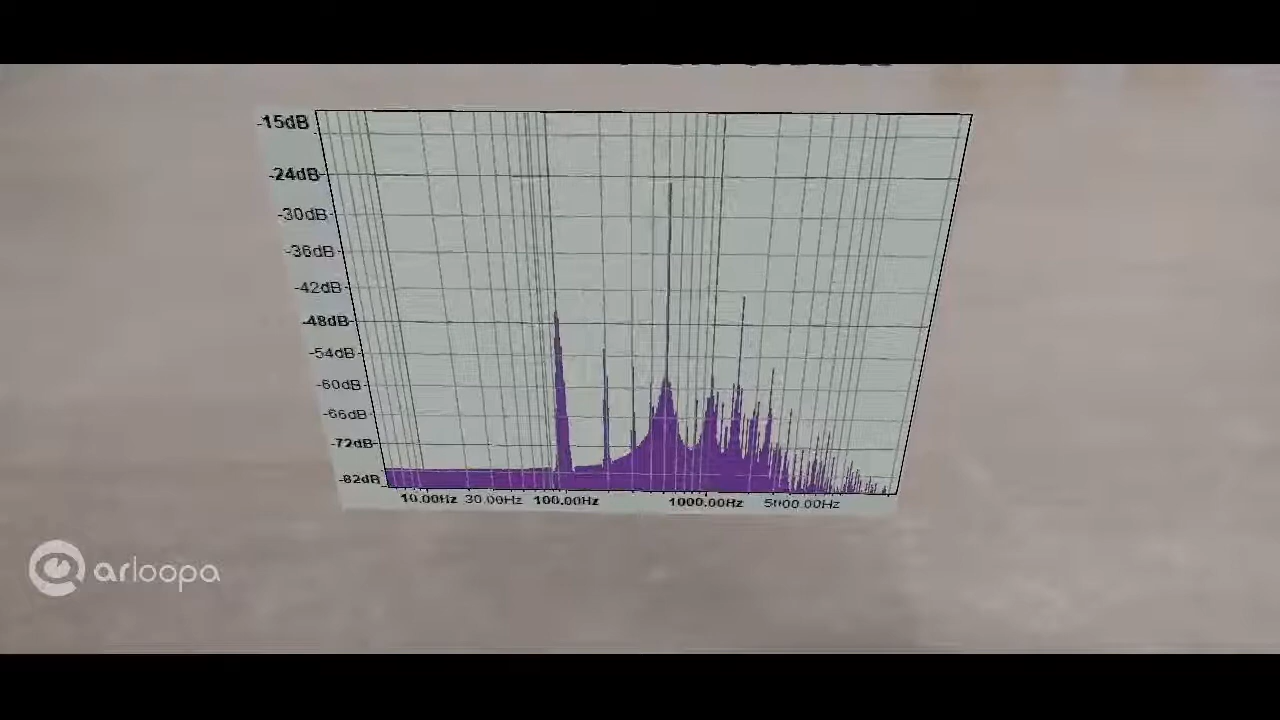 -15dB
-24dB
-30dB
-36dB
-42dB
-48dB
-54dB
-60dB
-66dB
-72dB
-82dB
10.00Hz 30.00Hz 100.00Hz 1000.00Hz 5000.00Hz
arloopa